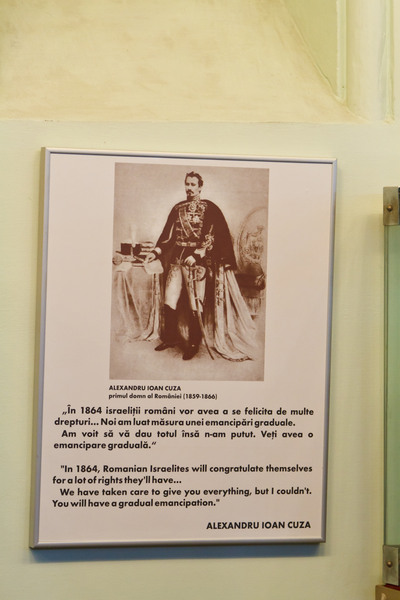 ALEXANDRU IOAN CUZA
primul domn al României (1859-1866)
„În 1864 israeliții români vor avea a se felicita de multe
drepturi... Noi am luat măsura unei emancipări graduale.
Am voit să vă dau totul însă n-am putut. Veți avea o
emancipare graduală.“
"In 1864, Romanian Israelites will congratulate themselves
for a lot of rights they'll have...
We have taken care to give you everything, but I couldn't.
You will have a gradual emancipation."
ALEXANDRU IOAN CUZA